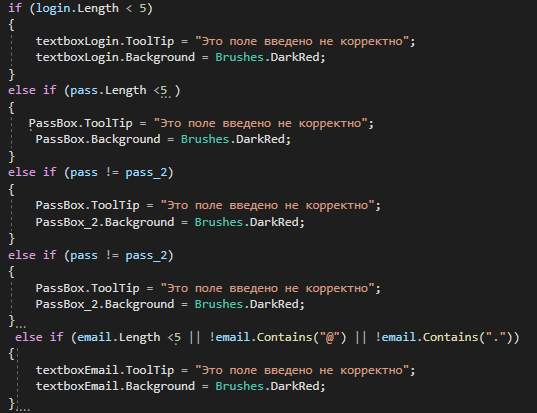 if (login.Length < 5)
{
textboxLogin.ToolTip = "Это поле введено не корректно";
textboxLogin.Background = Brushes.DarkRed;
}
else if (pass.Length <5 )
{
PassBox.ToolTip = "Это поле введено не корректно";
PassBox.Background = Brushes.DarkRed;
}
else if (pass != pass_2)
{
PassBox.ToolTip = "Это поле введено не корректно";
PassBox_2.Background = Brushes.DarkRed;
}
else if (pass != pass_2)
{
PassBox.ToolTip = "Это поле введено не корректно";
PassBox_2.Background = Brushes.DarkRed;
}
else if (email.Length <5 || !email.Contains("@") || !email.Contains("."))
{
textboxEmail.ToolTip = "Это поле введено не корректно";
textboxEmail.Background = Brushes.DarkRed;
}